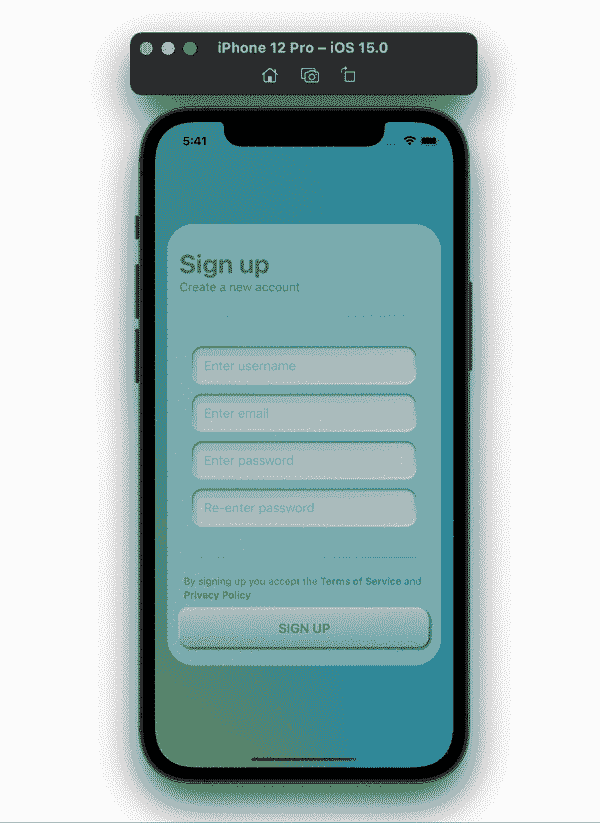 iPhone 12 Pro – iOS 15.0
5:41
Sign up
Create a new account
Enter username
Enter email
Enter password
Re-enter password
By signing up you accept the Terms of Service and
Privacy Policy
SIGN UP